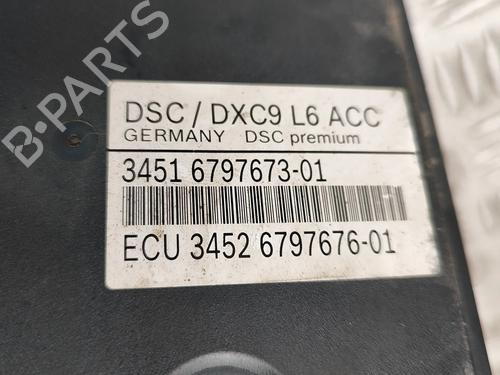 B-PARTS
DSC / DXC9 L6 ACC
GERMANY DSC premium
3451 6797673-01
ECU 3452 6797676-01